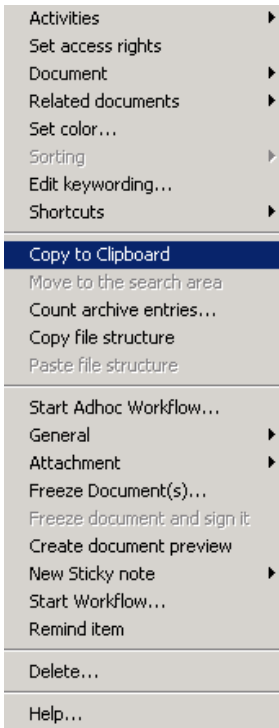 Activities
Set access rights
Document
Related documents
Set color...
Sorting
Edit keywording...
Shortcuts
Copy to Clipboard
Move to the search area
Count archive entries...
Copy file structure
Paste file structure
Start Adhoc Workflow...
General
Attachment
Freeze Document(s)...
Freeze document and sign it
Create document preview
New Sticky note
Start Workflow...
Remind item
Delete...
Help...